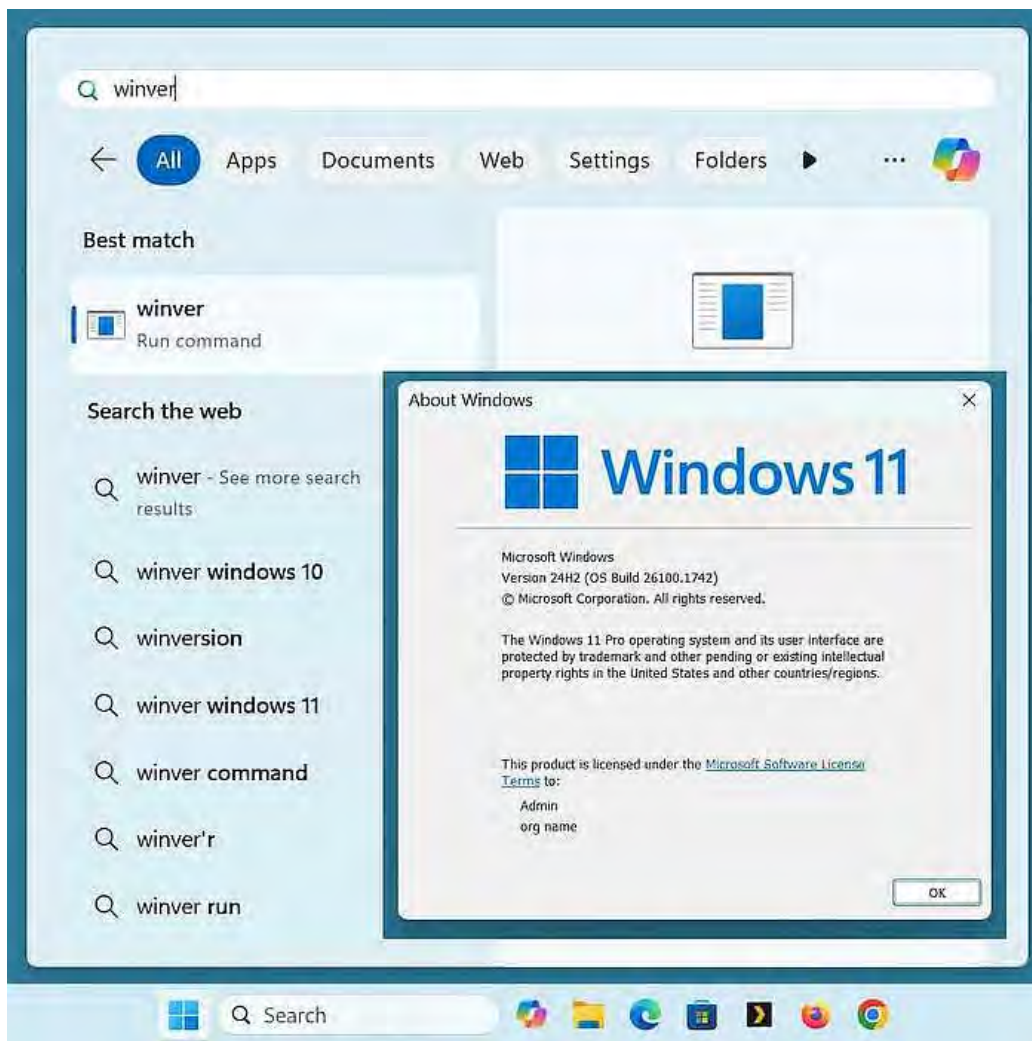 winver
All Apps Documents Web Settings Folders
Best match
winver
Run command
Search the web
winver - See more search
results
winver windows 10
winversion
winver windows 11
winver command
winver'r
winver run
About Windows
Windows 11
Microsoft Windows
Version 24H2 (OS Build 26100.1742)
© Microsoft Corporation. All rights reserved.
The Windows 11 Pro operating system and its user interface are
protected by trademark and other pending or existing intellectual
property rights in the United States and other countries/regions.
This product is licensed under the Microsoft Software License
Terms to:
Admin
org name
OK
Search